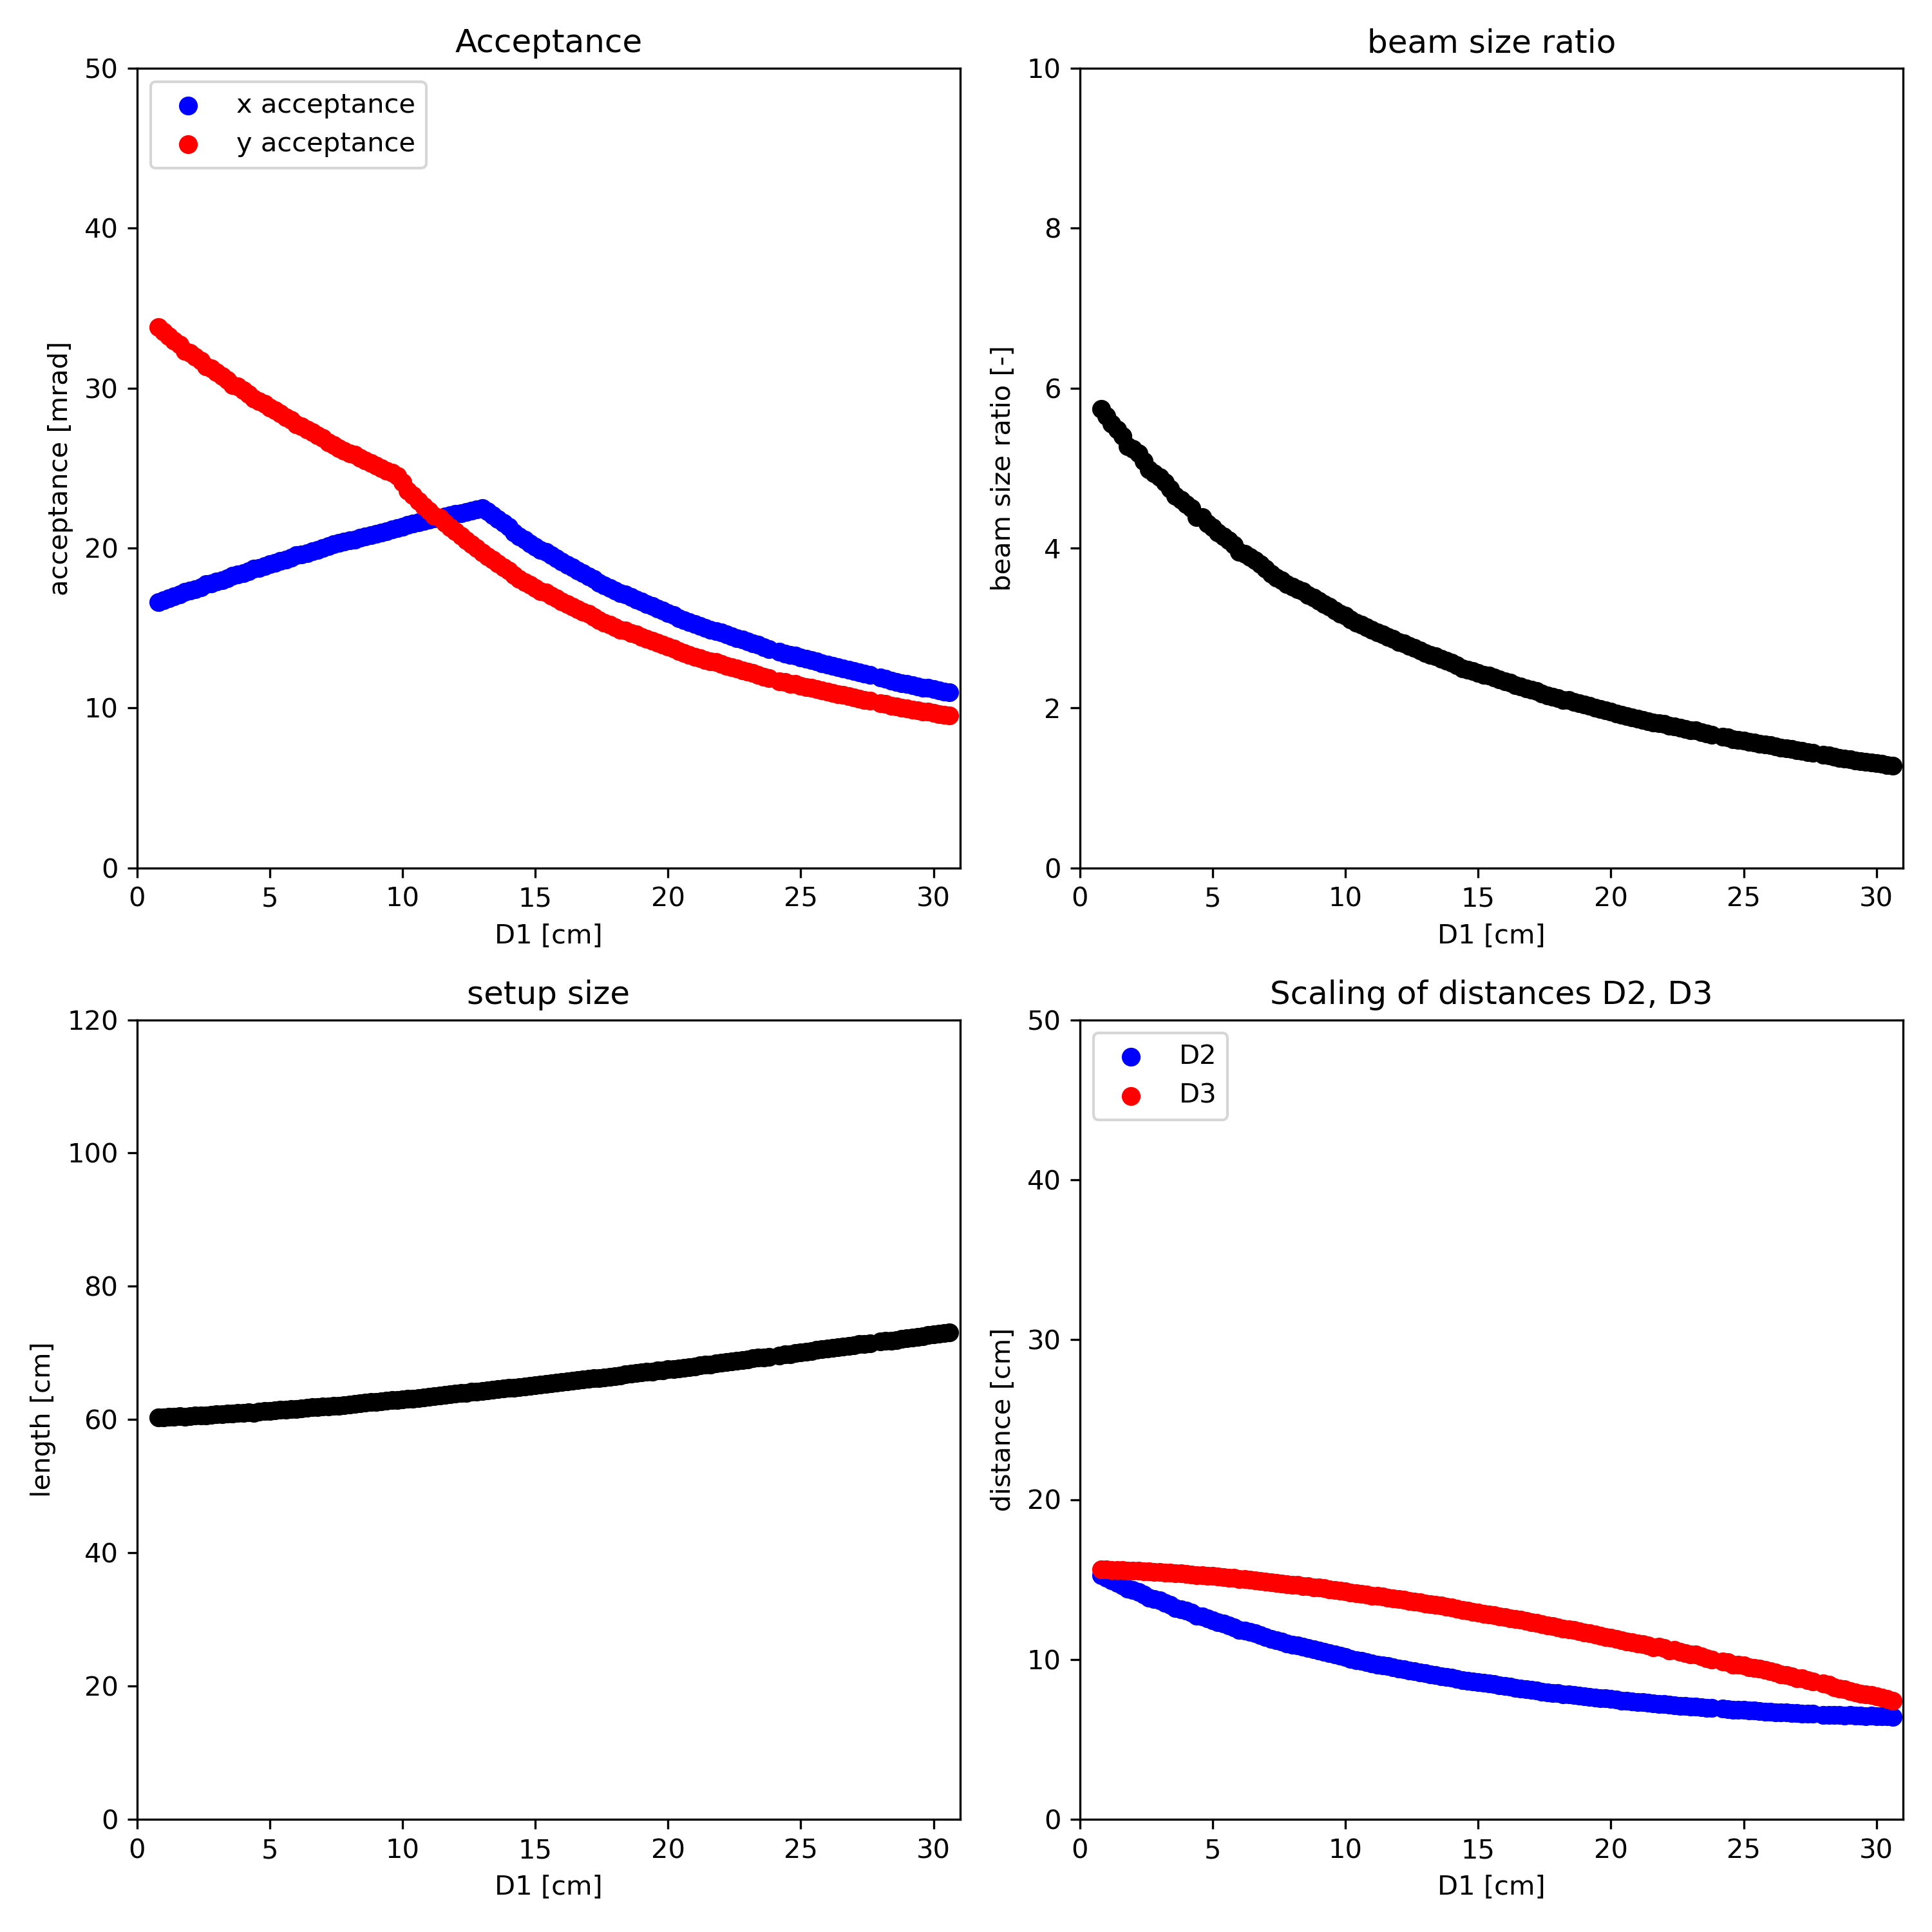 Acceptance
50
40
30
20
10
0
acceptance [mrad]
x acceptance
y acceptance
0 5 10 15 20 25 30
D1 [cm]
beam size ratio
10
8
6
4
2
0
beam size ratio [-]
0 5 10 15 20 25 30
D1 [cm]
setup size
120
100
80
60
40
20
0
length [cm]
0 5 10 15 20 25 30
D1 [cm]
Scaling of distances D2, D3
50
40
30
20
10
0
distance [cm]
D2
D3
0 5 10 15 20 25 30
D1 [cm]